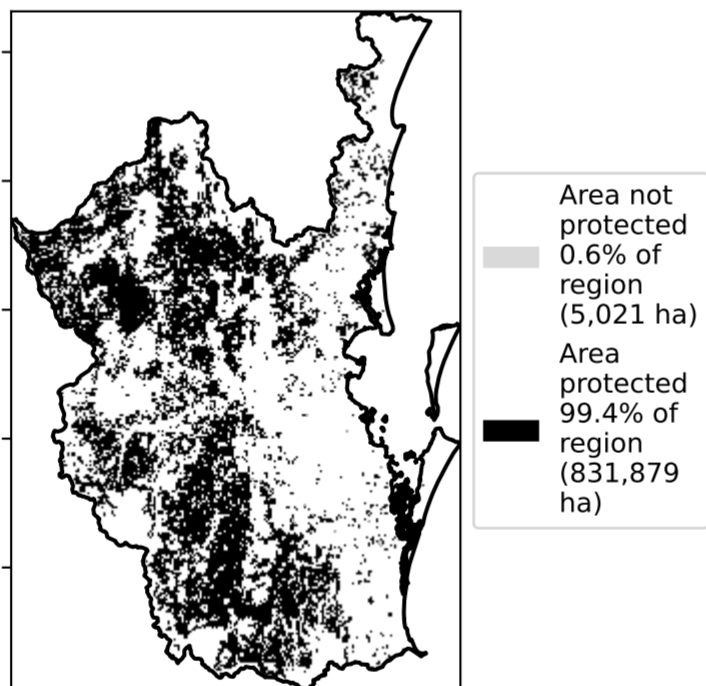 Area not
protected
0.6% of
region
(5,021 ha)
Area
protected
99.4% of
region
(831,879
ha)